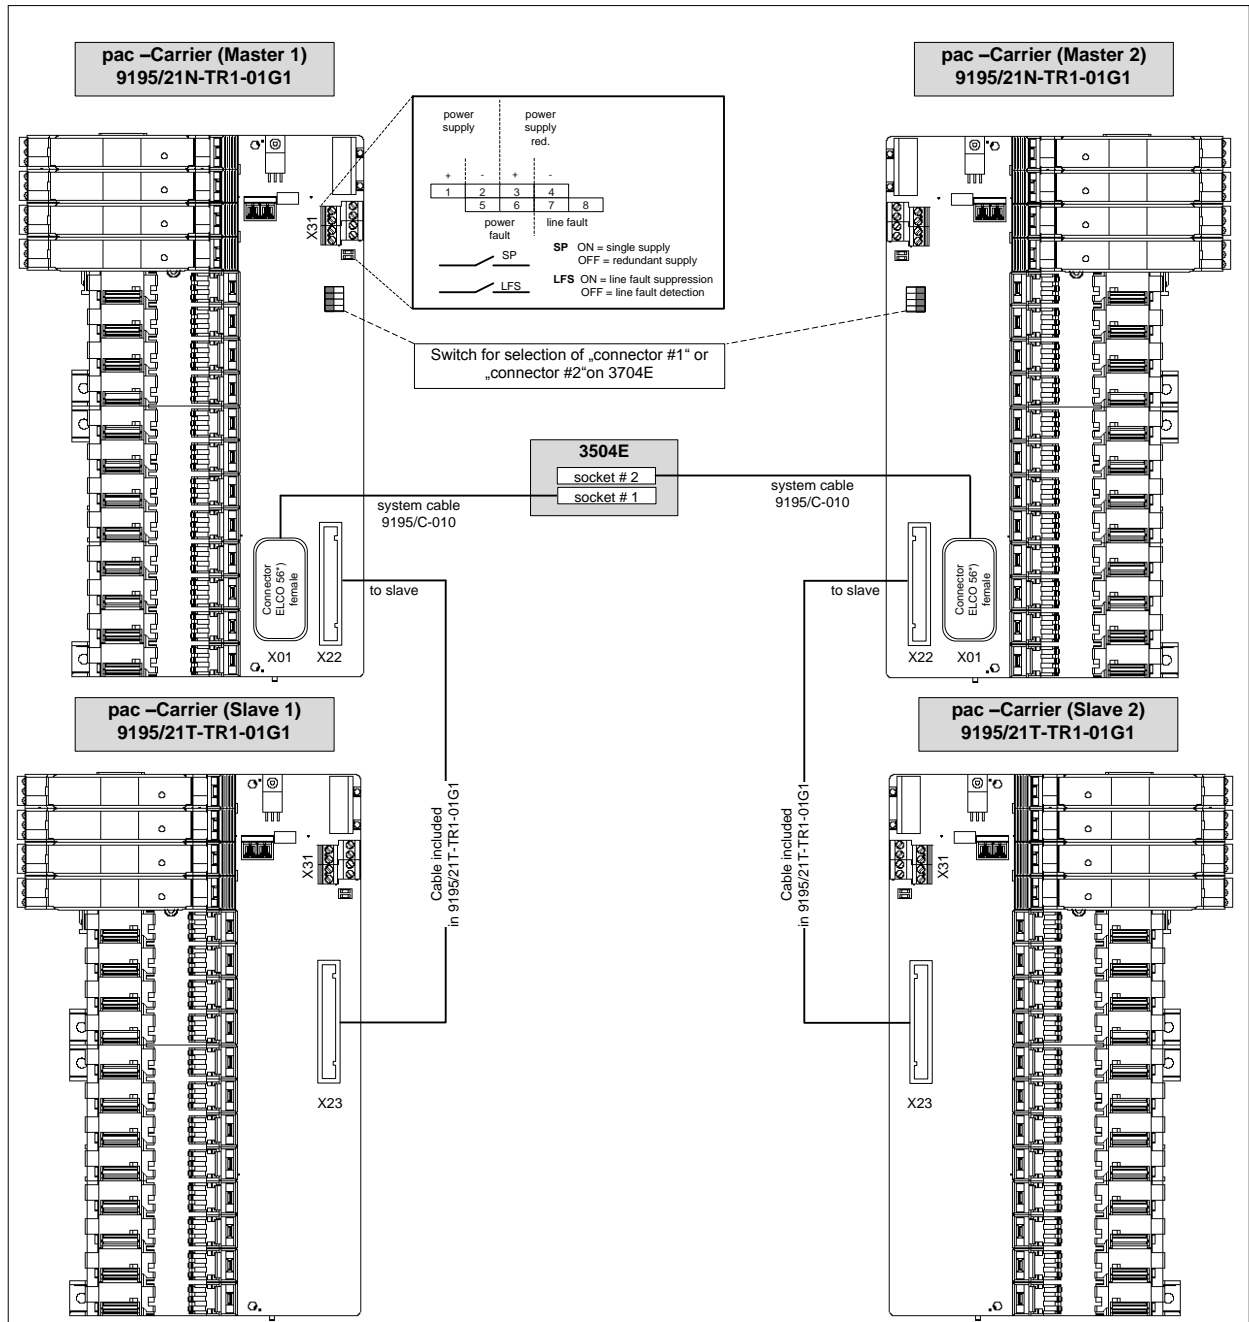 pac –Carrier (Master 1)
9195/21N-TR1-01G1
pac –Carrier (Master 2)
9195/21N-TR1-01G1
power
supply
power
supply
red.
+ - + -
1 2 3 4
5 6 7 8
power
fault
line fault
SP
SP ON = single supply
OFF = redundant supply
LFS
LFS ON = line fault suppression
OFF = line fault detection
X31
Switch for selection of „connector #1“ or
„connector #2“on 3704E
3504E
socket # 2
socket # 1
system cable
9195/C-010
system cable
9195/C-010
Connector
ELCO 56*)
female
to slave
X01
X22
to slave
Connector
ELCO 56*)
female
X22
X01
pac –Carrier (Slave 1)
9195/21T-TR1-01G1
pac –Carrier (Slave 2)
9195/21T-TR1-01G1
X31
Cable included
in 9195/21T-TR1-01G1
Cable included
in 9195/21T-TR1-01G1
X31
X23
X23